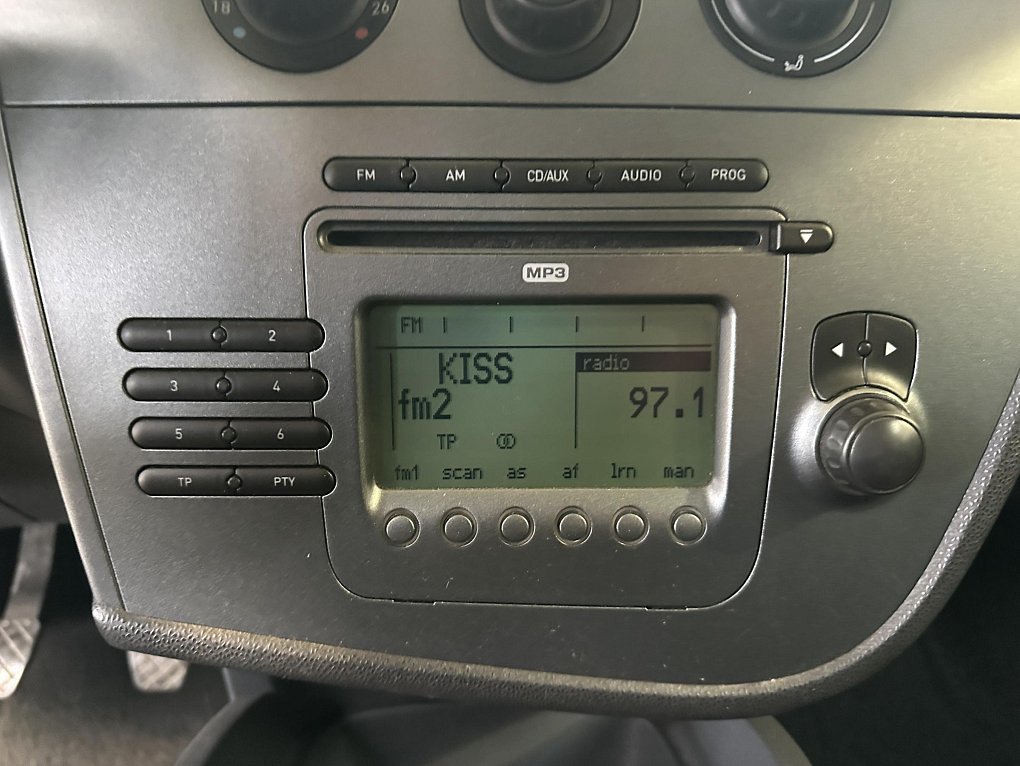 18 26
FM AM CD/AUX AUDIO PROG
MP3
1 2
3 4
5 6
TP PTY
FM
KISS
radio
fm2
97.1
TP
fm1 scan as af lrn man